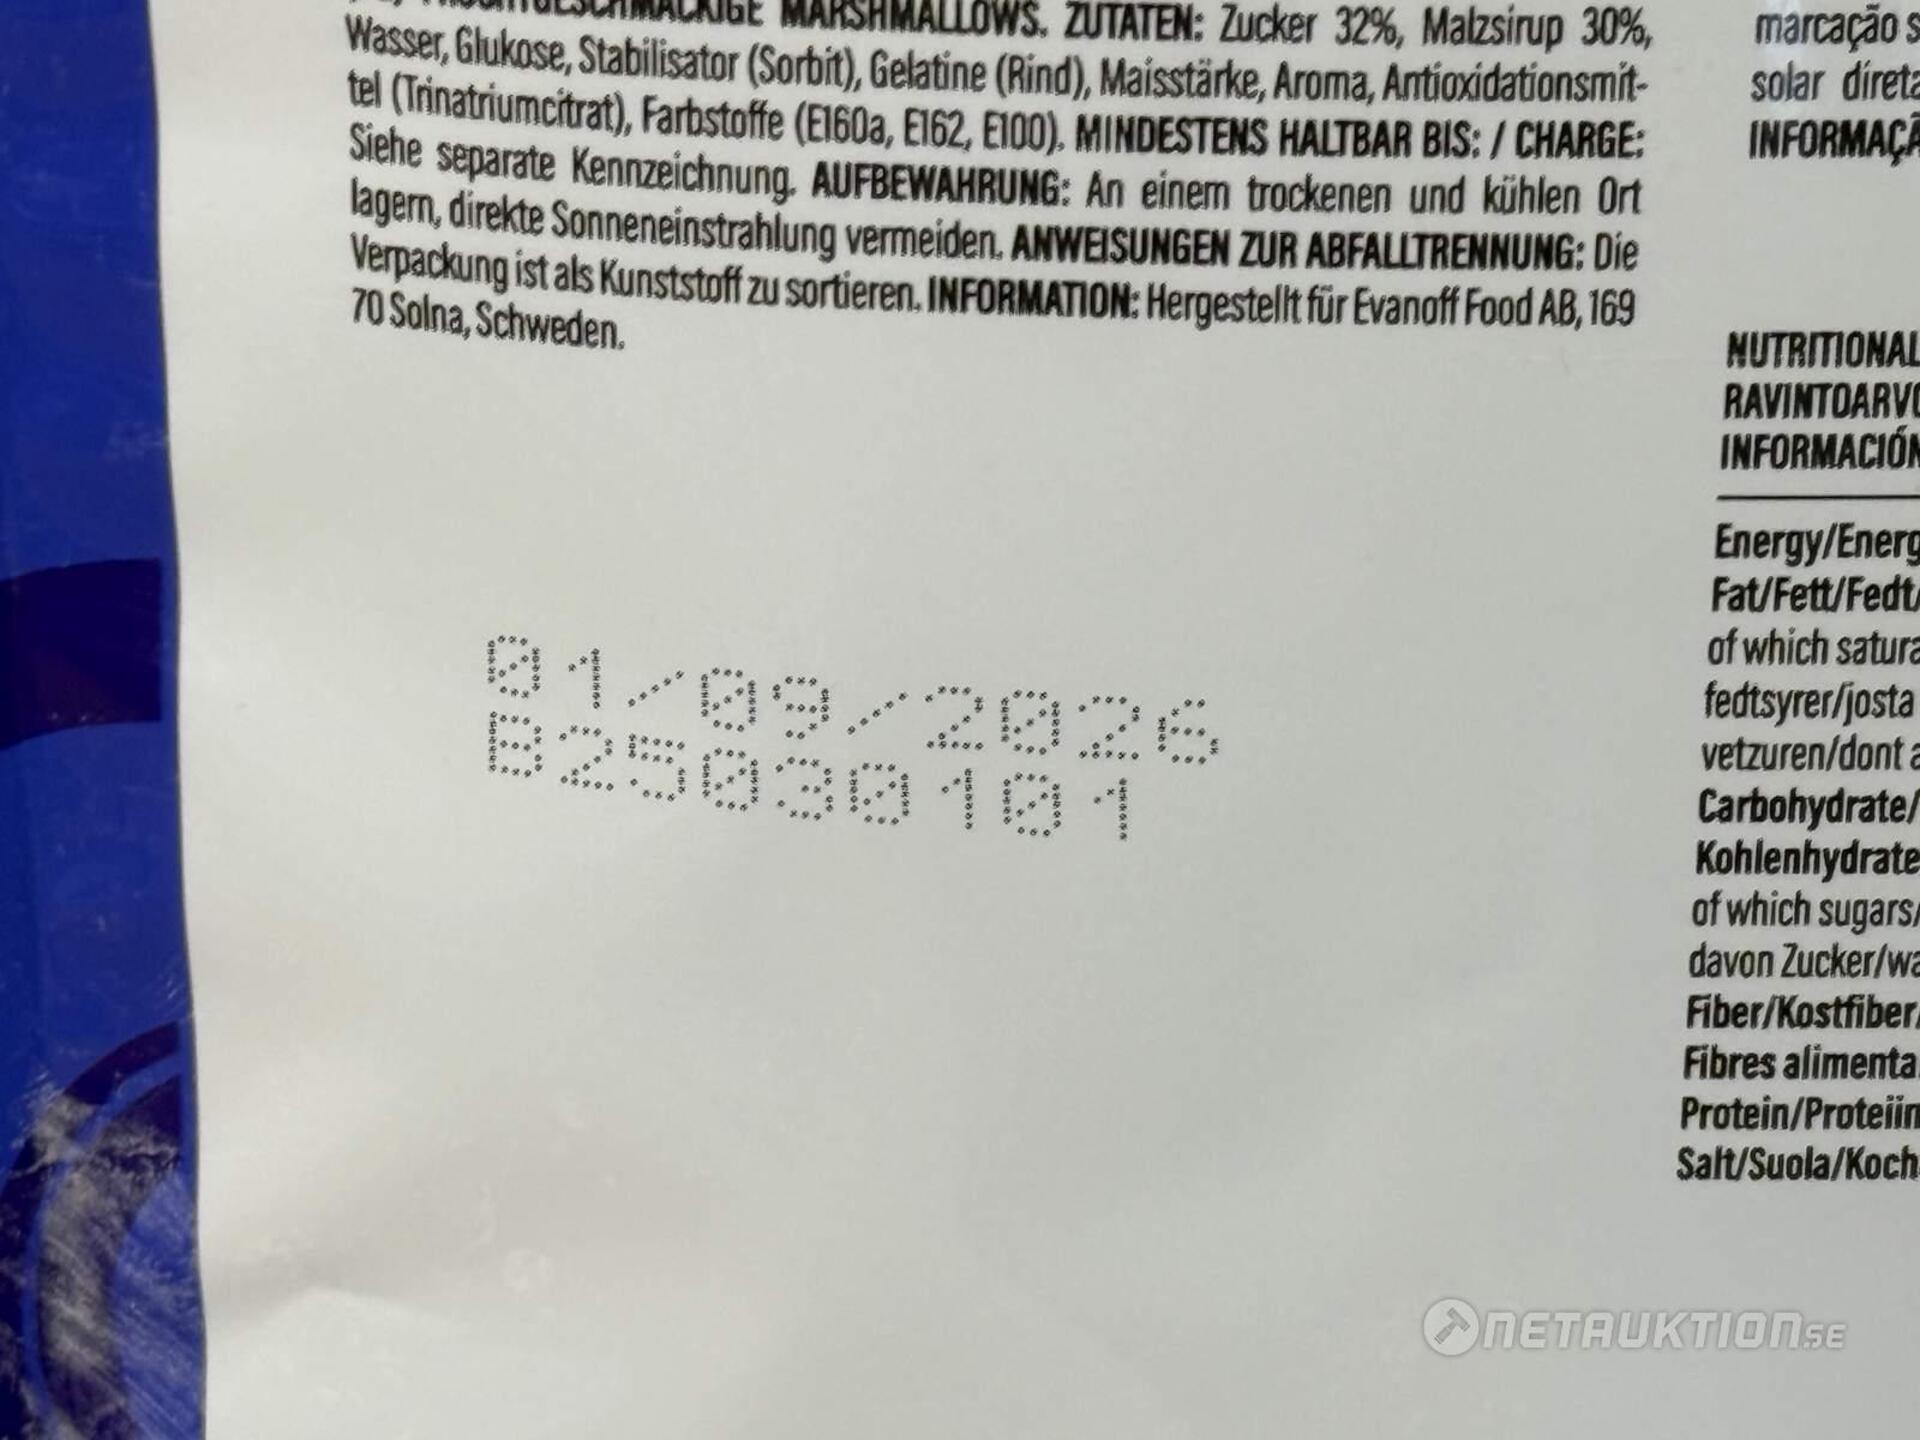 FRUCHTGESCHMACKIGE MARSHMALLOWS. ZUTATEN: Zucker 32%, Malzsirup 30%,
Wasser, Glukose, Stabilisator (Sorbit), Gelatine (Rind), Maisstärke, Aroma, Antioxidationsmit-
tel (Trinatriumcitrat), Farbstoffe (E160a, E162, E100). MINDESTENS HALTBAR BIS: / CHARGE:
Siehe separate Kennzeichnung. AUFBEWAHRUNG: An einem trockenen und kühlen Ort
lagern, direkte Sonneneinstrahlung vermeiden. ANWEISUNGEN ZUR ABFALLTRENNUNG: Die
Verpackung ist als Kunststoff zu sortieren. INFORMATION: Hergestellt für Evanoff Food AB, 169
70 Solna, Schweden.
01/09/2026
B25030101
marcação s
solar direta
INFORMAÇÃ
NUTRITIONAL
RAVINTOARVO
INFORMACIÓN
Energy/Energ
Fat/Fett/Fedt/
of which satura
fedtsyrer/josta
vetzuren/dont a
Carbohydrate/
Kohlenhydrate
of which sugars/
davon Zucker/wa
Fiber/Kostfiber/
Fibres alimenta
Protein/Proteiin
Salt/Suola/Koch
NETAUKTION.SE